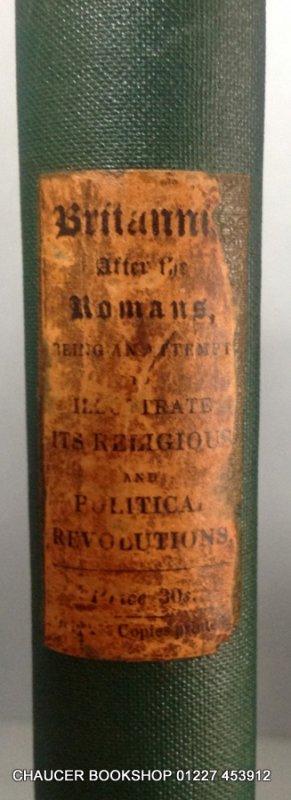 Britannia
After the
Romans,
BEING AN ATTEMPT
TO
ILLUSTRATE
ITS RELIGIOUS
AND
POLITICAL
REVOLUTIONS.
Price 30s.
Copies printed
CHAUCER BOOKSHOP 01227 453912